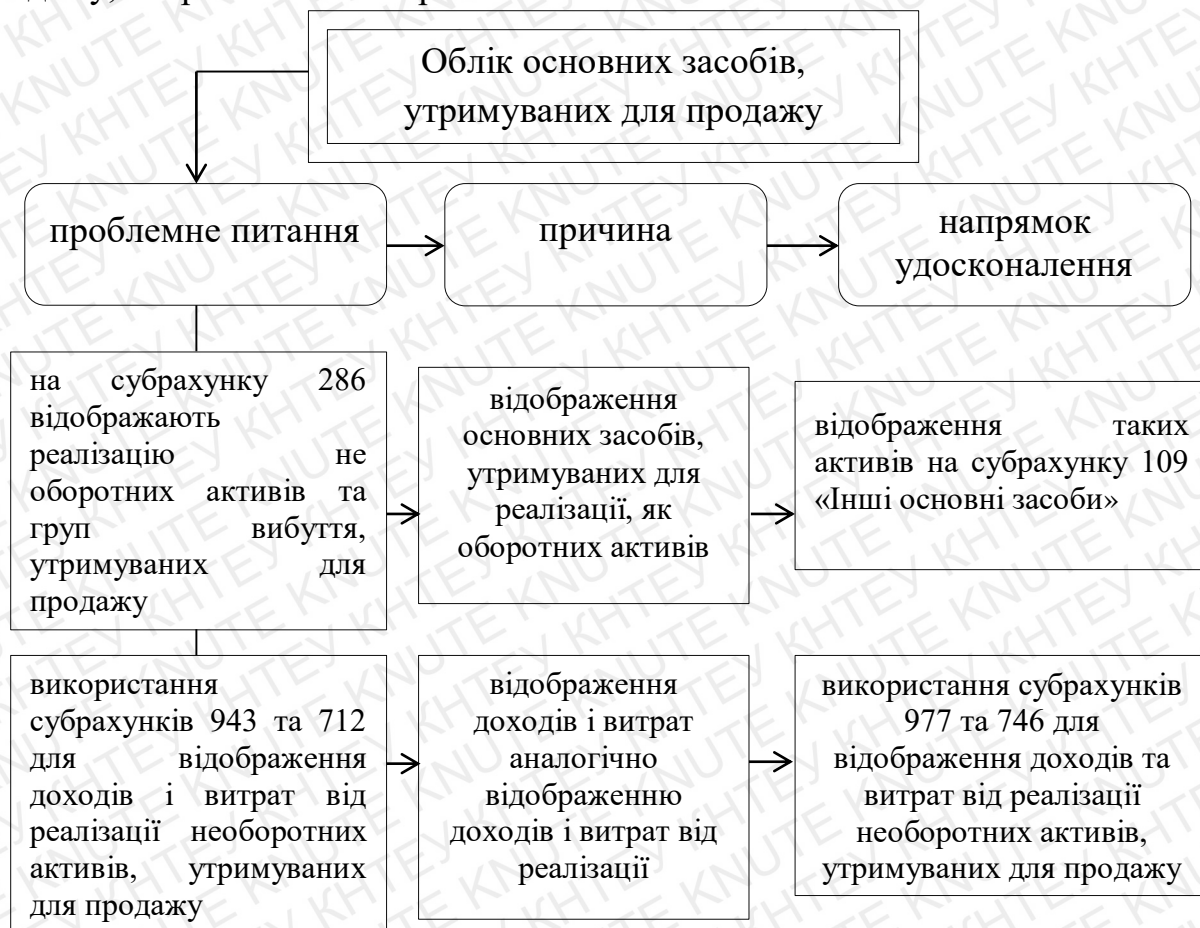 Облік основних засобів,
утримуваних для продажу
проблемне питання
причина
напрямок
удосконалення
на субрахунку 286
відображають
реалізацію не
оборотних активів та
груп вибуття,
утримуваних для
продажу
відображення
основних засобів,
утримуваних для
реалізації, як
оборотних активів
відображення таких
активів на субрахунку 109
«Інші основні засоби»
використання
субрахунків 943 та 712
для відображення
доходів і витрат від
реалізації необоротних
активів, утримуваних
для продажу
відображення
доходів і витрат
аналогічно
відображенню
доходів і витрат від
реалізації
використання субрахунків
977 та 746 для
відображення доходів та
витрат від реалізації
необоротних активів,
утримуваних для продажу